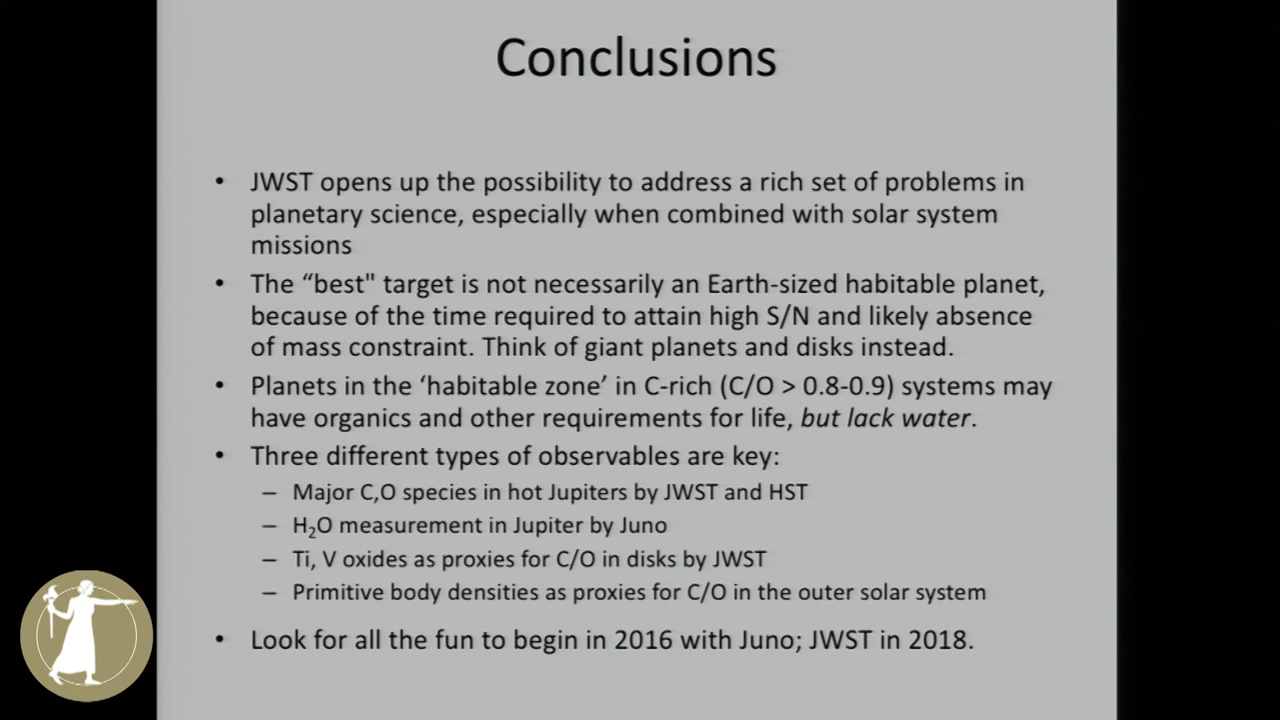 Conclusions
• JWST opens up the possibility to address a rich set of problems in
planetary science, especially when combined with solar system
missions
• The “best" target is not necessarily an Earth-sized habitable planet,
because of the time required to attain high S/N and likely absence
of mass constraint. Think of giant planets and disks instead.
• Planets in the ‘habitable zone’ in C-rich (C/O > 0.8-0.9) systems may
have organics and other requirements for life, but lack water.
• Three different types of observables are key:
– Major C,O species in hot Jupiters by JWST and HST
– H₂O measurement in Jupiter by Juno
– Ti, V oxides as proxies for C/O in disks by JWST
– Primitive body densities as proxies for C/O in the outer solar system
• Look for all the fun to begin in 2016 with Juno; JWST in 2018.